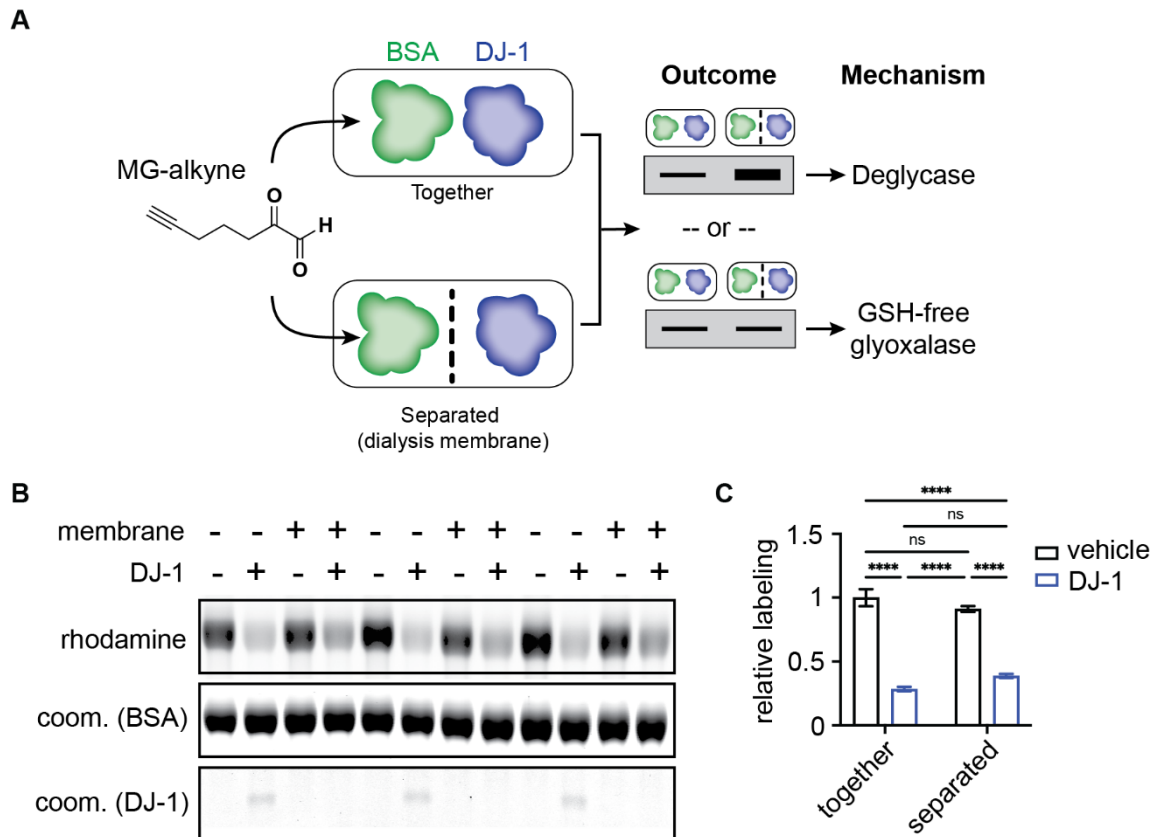 A
BSA DJ-1
Outcome Mechanism
MG-alkyne
O
H
O
Together
Deglycase
-- or --
GSH-free
glyoxalase
Separated
(dialysis membrane)
B
membrane - - + + - - + + - - + +
DJ-1 - + - + - + - + - + - +
rhodamine
coom. (BSA)
coom. (DJ-1)
C
****
ns
ns
**** **** ****
relative labeling
1.5
1
0.5
0
together
separated
vehicle
DJ-1